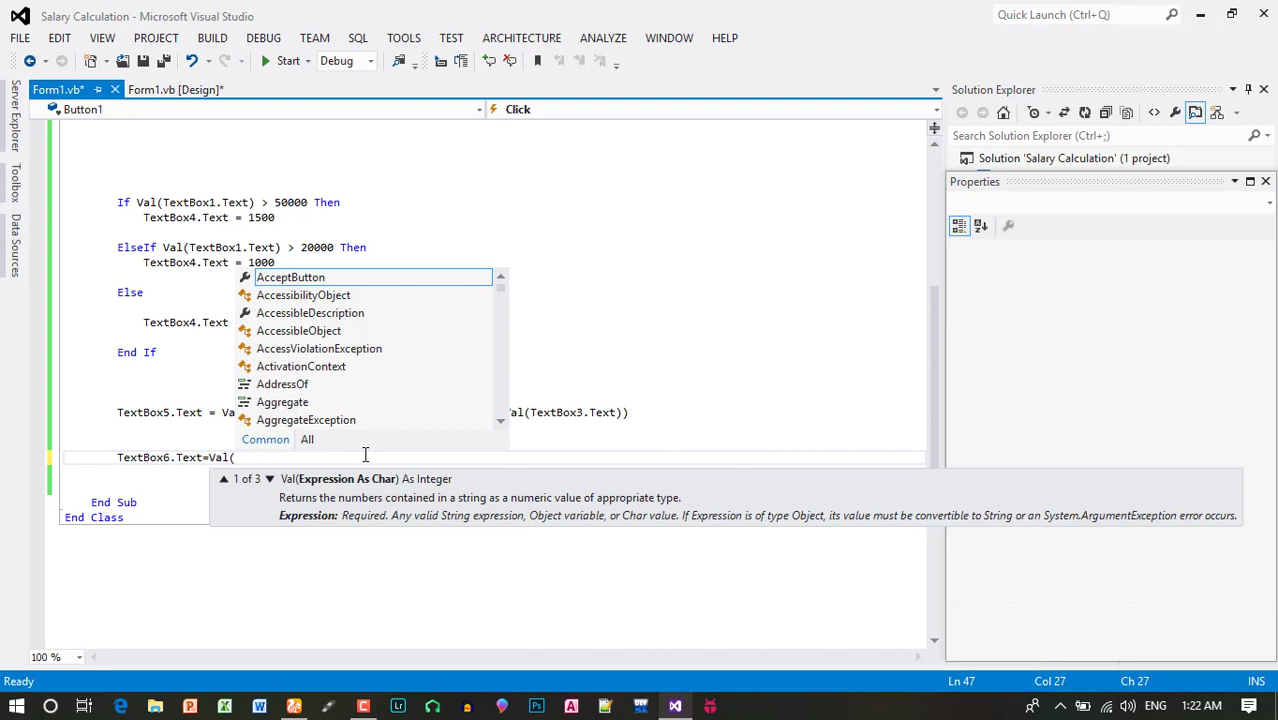 Salary Calculation - Microsoft Visual Studio
Quick Launch (Ctrl+Q)
FILE EDIT VIEW PROJECT BUILD DEBUG TEAM SQL TOOLS TEST ARCHITECTURE ANALYZE WINDOW HELP
Start Debug
Form1.vb* Form1.vb [Design]*
Button1 Click
Server Explorer
Toolbox
Data Sources
If Val(TextBox1.Text) > 50000 Then
TextBox4.Text = 1500
ElseIf Val(TextBox1.Text) > 20000 Then
TextBox4.Text = 1000
Else
TextBox4.Text
End If
TextBox5.Text = Va
al(TextBox3.Text))
TextBox6.Text=Val(
End Sub
End Class
AcceptButton
AccessibilityObject
AccessibleDescription
AccessibleObject
AccessViolationException
ActivationContext
AddressOf
Aggregate
AggregateException
Common All
1 of 3 Val(Expression As Char) As Integer
Returns the numbers contained in a string as a numeric value of appropriate type.
Expression: Required. Any valid String expression, Object variable, or Char value. If Expression is of type Object, its value must be convertible to String or an System.ArgumentException error occurs.
Solution Explorer
Search Solution Explorer (Ctrl+;)
Solution 'Salary Calculation' (1 project)
Properties
100 %
Ready Ln 47 Col 27 Ch 27 INS
ENG 1:22 AM